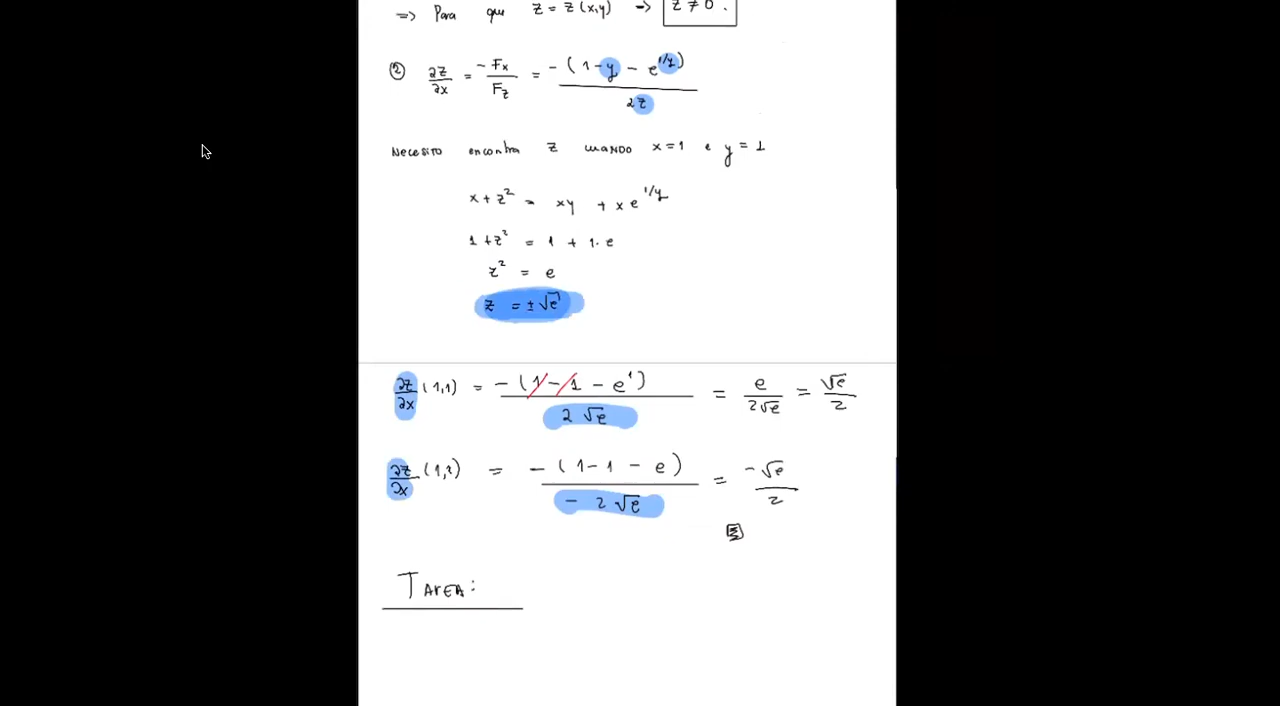 => Para que z = z(x,y) -> z ≠ 0.
② ∂z/∂x = -Fx/Fz = -(1-y - e^{1/y})/2z
Necesito encontra z cuando x=1 e y = 1
x + z² = xy + x e^{1/y}
1 + z² = 1 + 1. e
z² = e
z = ±√e
∂z/∂x (1,1) = -(1 - 1 - e¹)/2√e = e/2√e = √e/2
∂z/∂x (1,1) = -(1-1 - e)/-2√e = -√e/2
TAREA: